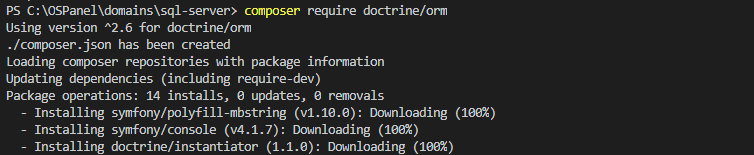 PS C:\OSPanel\domains\sql-server> composer require doctrine/orm
Using version ^2.6 for doctrine/orm
./composer.json has been created
Loading composer repositories with package information
Updating dependencies (including require-dev)
Package operations: 14 installs, 0 updates, 0 removals
  - Installing symfony/polyfill-mbstring (v1.10.0): Downloading (100%)
  - Installing symfony/console (v4.1.7): Downloading (100%)
  - Installing doctrine/instantiator (1.1.0): Downloading (100%)